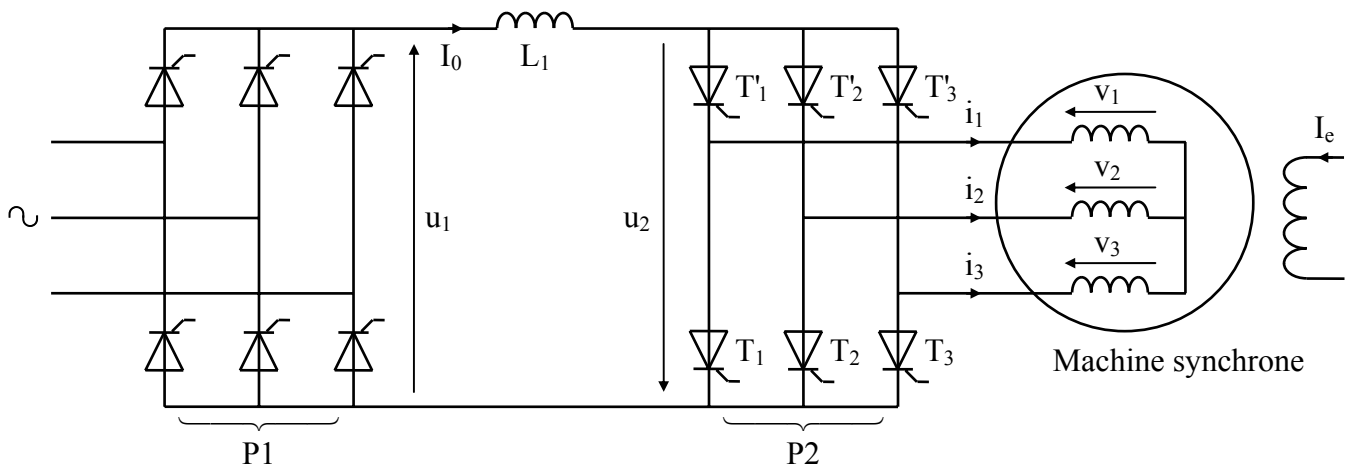 I₀
L₁
u₁
u₂
T'₁
T'₂
T'₃
i₁
i₂
i₃
v₁
v₂
v₃
Iₑ
T₁
T₂
T₃
Machine synchrone
P1
P2